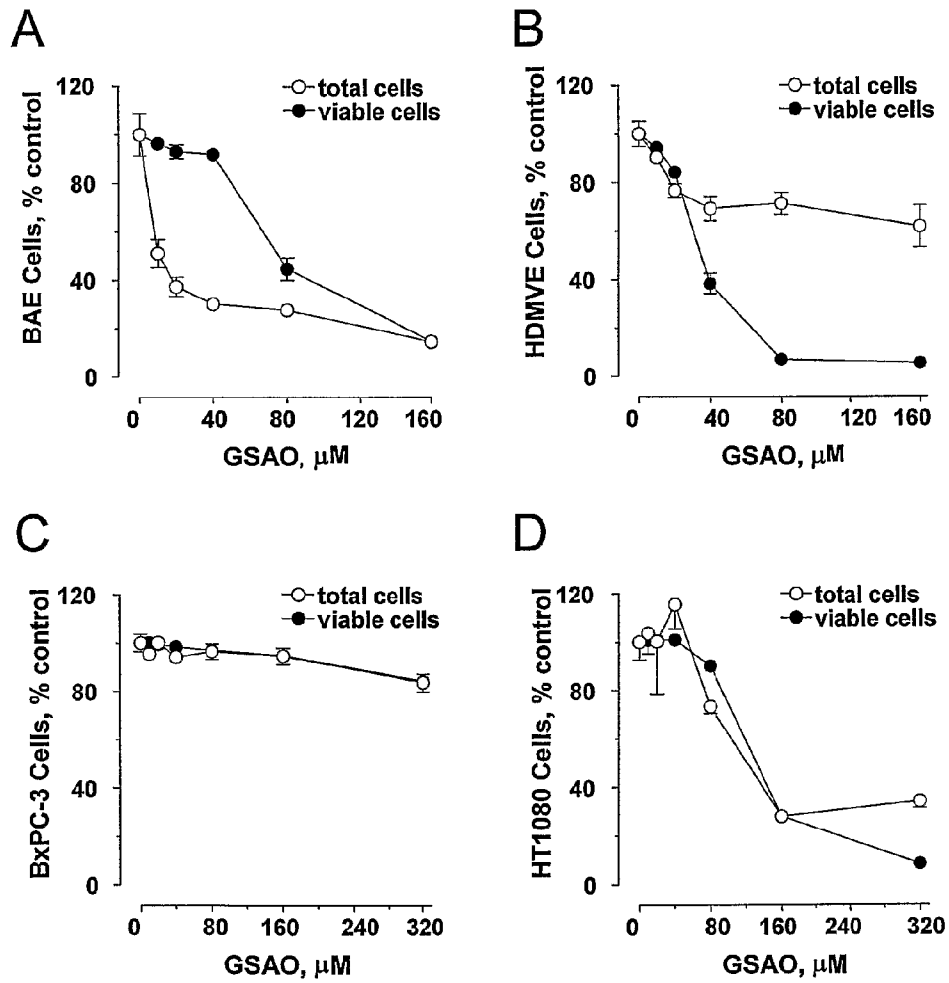 A
BAE Cells, % control
120
80
40
0
total cells
viable cells
0 40 80 120 160
GSAO, μM
B
HDMVE Cells, % control
120
80
40
0
total cells
viable cells
0 40 80 120 160
GSAO, μM
C
BxPC-3 Cells, % control
120
80
40
0
total cells
viable cells
0 80 160 240 320
GSAO, μM
D
HT1080 Cells, % control
120
80
40
0
total cells
viable cells
0 80 160 240 320
GSAO, μM